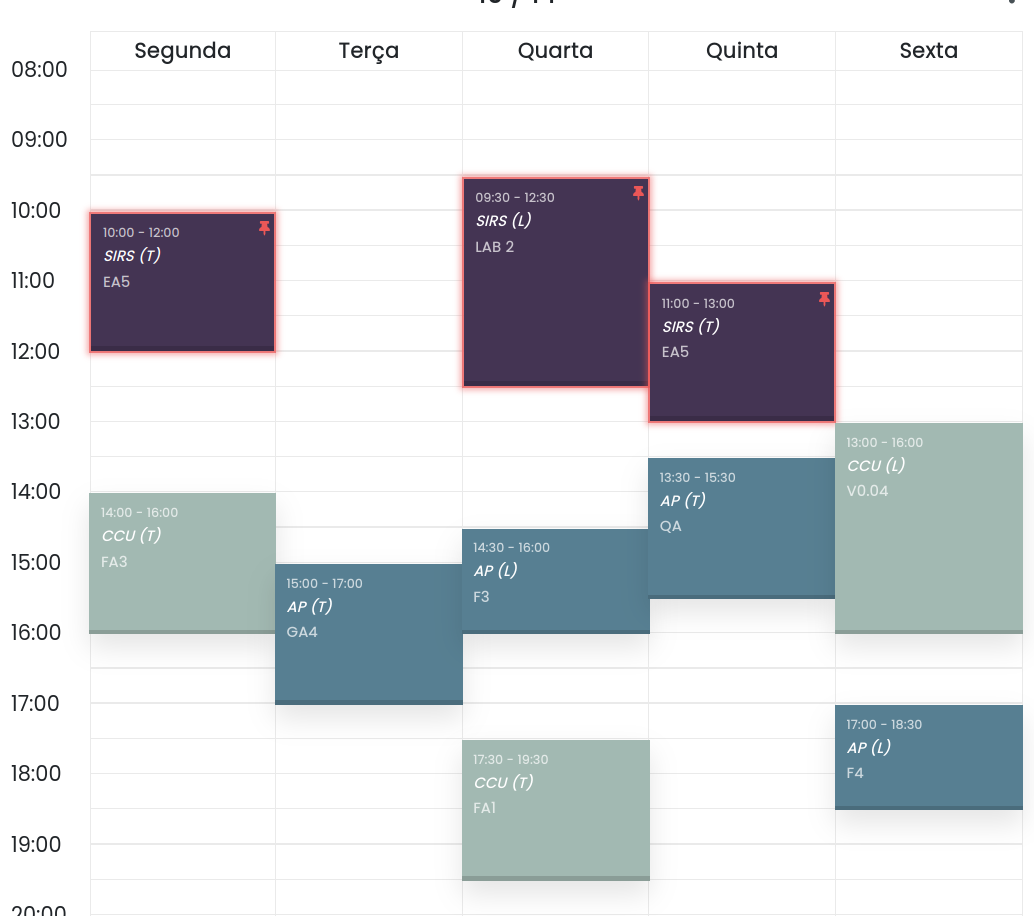 Segunda
Terça
Quarta
Quinta
Sexta
08:00
09:00
10:00
11:00
12:00
13:00
14:00
15:00
16:00
17:00
18:00
19:00
20:00
10:00 - 12:00
SIRS (T)
EA5
14:00 - 16:00
CCU (T)
FA3
15:00 - 17:00
AP (T)
GA4
09:30 - 12:30
SIRS (L)
LAB 2
14:30 - 16:00
AP (L)
F3
17:30 - 19:30
CCU (T)
FA1
11:00 - 13:00
SIRS (T)
EA5
13:30 - 15:30
AP (T)
QA
13:00 - 16:00
CCU (L)
V0.04
17:00 - 18:30
AP (L)
F4